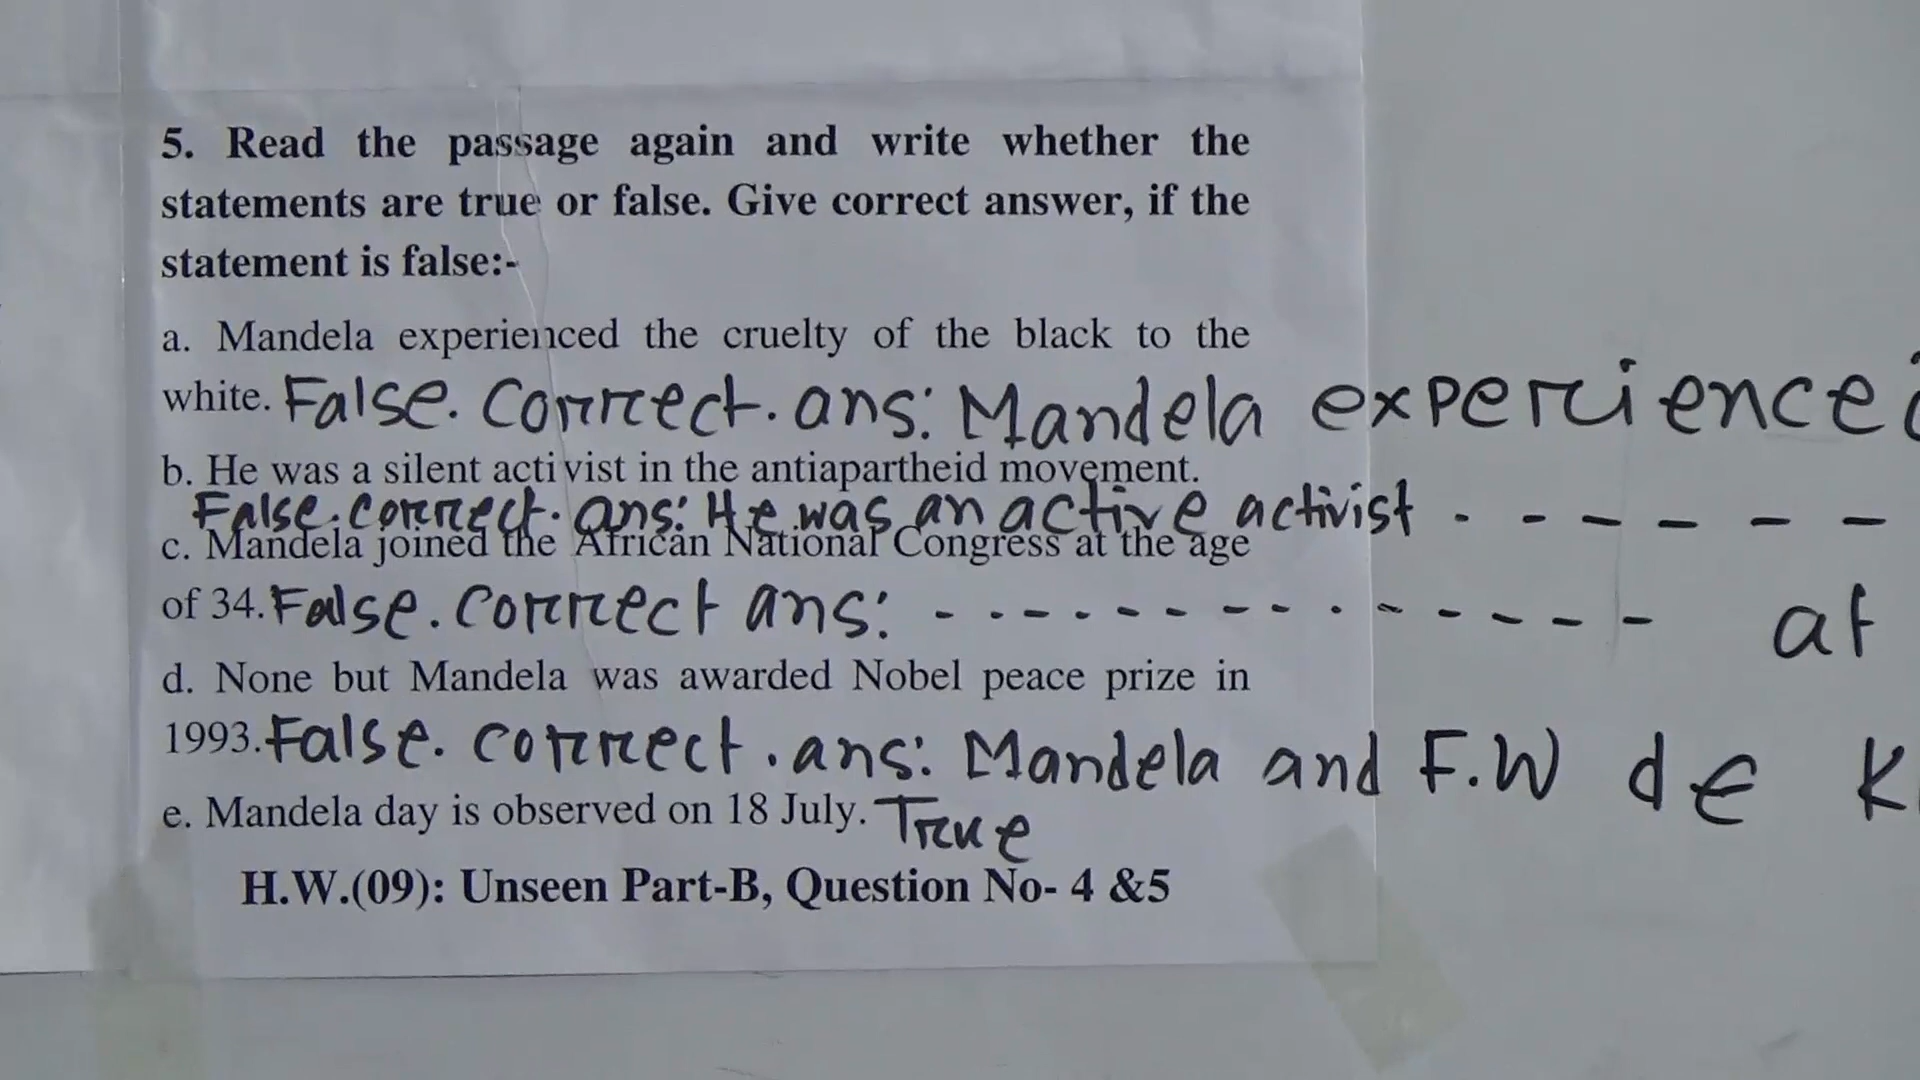 5. Read the passage again and write whether the
statements are true or false. Give correct answer, if the
statement is false:-
a. Mandela experienced the cruelty of the black to the
white. False. Correct. ans: Mandela experienced
b. He was a silent activist in the antiapartheid movement.
False. correct. ans: He was an active activist . - - - - - -
c. Mandela joined the African National Congress at the age
of 34. False. Correct ans: - - - - - - - - - - - - - - - - at
d. None but Mandela was awarded Nobel peace prize in
1993. False. correct. ans: Mandela and F.W de K
e. Mandela day is observed on 18 July. True
H.W.(09): Unseen Part-B, Question No- 4 &5